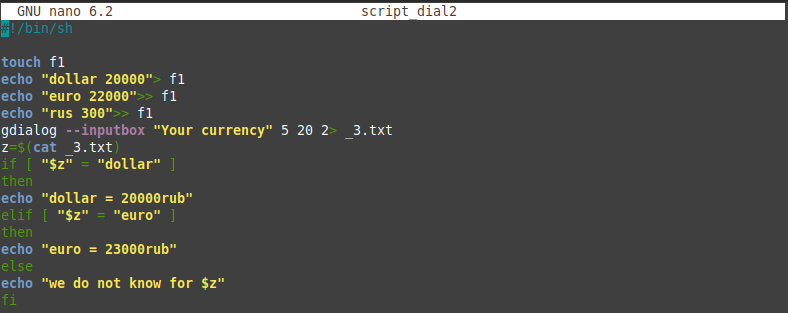 GNU nano 6.2 script_dial2
#!/bin/sh
touch f1
echo "dollar 20000"> f1
echo "euro 22000">> f1
echo "rus 300">> f1
gdialog --inputbox "Your currency" 5 20 2> _3.txt
z=$(cat _3.txt)
if [ "$z" = "dollar" ]
then
echo "dollar = 20000rub"
elif [ "$z" = "euro" ]
then
echo "euro = 23000rub"
else
echo "we do not know for $z"
fi